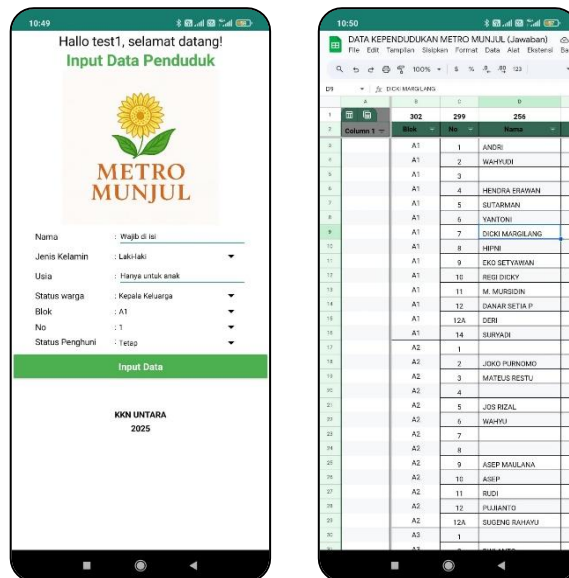 10:49
Hallo test1, selamat datang!
Input Data Penduduk
METRO
MUNJUL
Nama : Wajib di isi
Jenis Kelamin : Laki-laki
Usia : Hanya untuk anak
Status warga : Kepala Keluarga
Blok : A1
No : 1
Status Penghuni : Tetap
Input Data
KKN UNTARA
2025
10:50
DATA KEPENDUDUKAN METRO MUNJUL (Jawaban)
File Edit Tampilan Sisipkan Format Data Alat Ekstensi Ba
100% $ % .0 .00 123
D9 fx DICKI MARGILANG
A B C D
1 302 299 256
2 Column 1 Blok No Nama
A1 1 ANDRI
A1 2 WAHYUDI
A1 3
A1 4 HENDRA ERAWAN
A1 5 SUTARMAN
A1 6 YANTONI
A1 7 DICKI MARGILANG
A1 8 HIPNI
A1 9 EKO SETYAWAN
A1 10 REGI DICKY
A1 11 M. MURSIDIN
A1 12 DANAR SETIA P
A1 12A DERI
A1 14 SURYADI
A2 1
A2 2 JOKO PURNOMO
A2 3 MATEUS RESTU
A2 4
A2 5 JOS RIZAL
A2 6 WAHYU
A2 7
A2 8
A2 9 ASEP MAULANA
A2 10 ASEP
A2 11 RUDI
A2 12 PUJIANTO
A2 12A SUGENG RAHAYU
A3 1